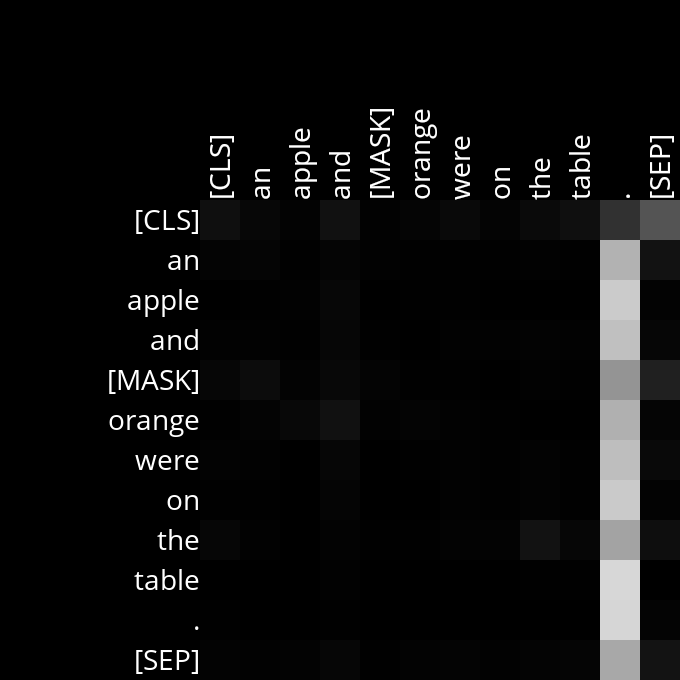 [CLS] an apple and [MASK] orange were on the table . [SEP]
[CLS]
an
apple
and
[MASK]
orange
were
on
the
table
.
[SEP]